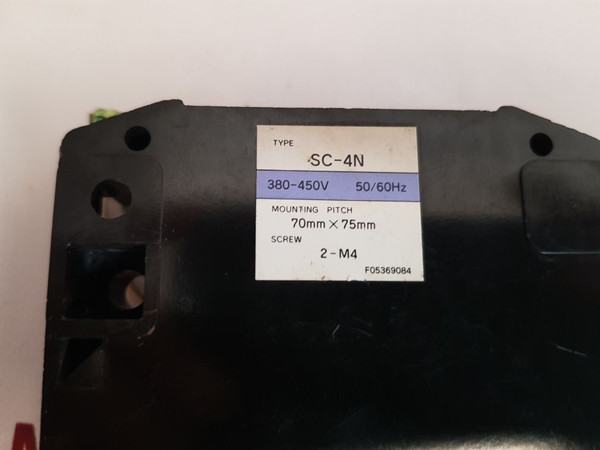 TYPE
SC-4N
380-450V 50/60Hz
MOUNTING PITCH
70mm×75mm
SCREW
2-M4
F05369084